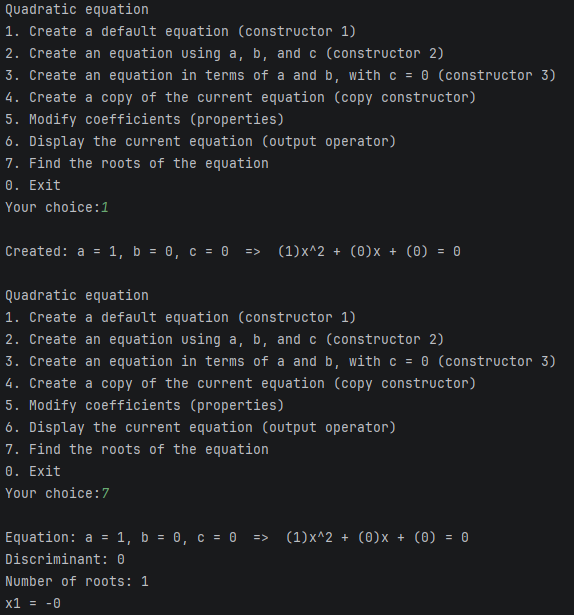 Quadratic equation
1. Create a default equation (constructor 1)
2. Create an equation using a, b, and c (constructor 2)
3. Create an equation in terms of a and b, with c = 0 (constructor 3)
4. Create a copy of the current equation (copy constructor)
5. Modify coefficients (properties)
6. Display the current equation (output operator)
7. Find the roots of the equation
0. Exit
Your choice:1
Created: a = 1, b = 0, c = 0  =>  (1)x^2 + (0)x + (0) = 0
Quadratic equation
1. Create a default equation (constructor 1)
2. Create an equation using a, b, and c (constructor 2)
3. Create an equation in terms of a and b, with c = 0 (constructor 3)
4. Create a copy of the current equation (copy constructor)
5. Modify coefficients (properties)
6. Display the current equation (output operator)
7. Find the roots of the equation
0. Exit
Your choice:7
Equation: a = 1, b = 0, c = 0  =>  (1)x^2 + (0)x + (0) = 0
Discriminant: 0
Number of roots: 1
x1 = -0